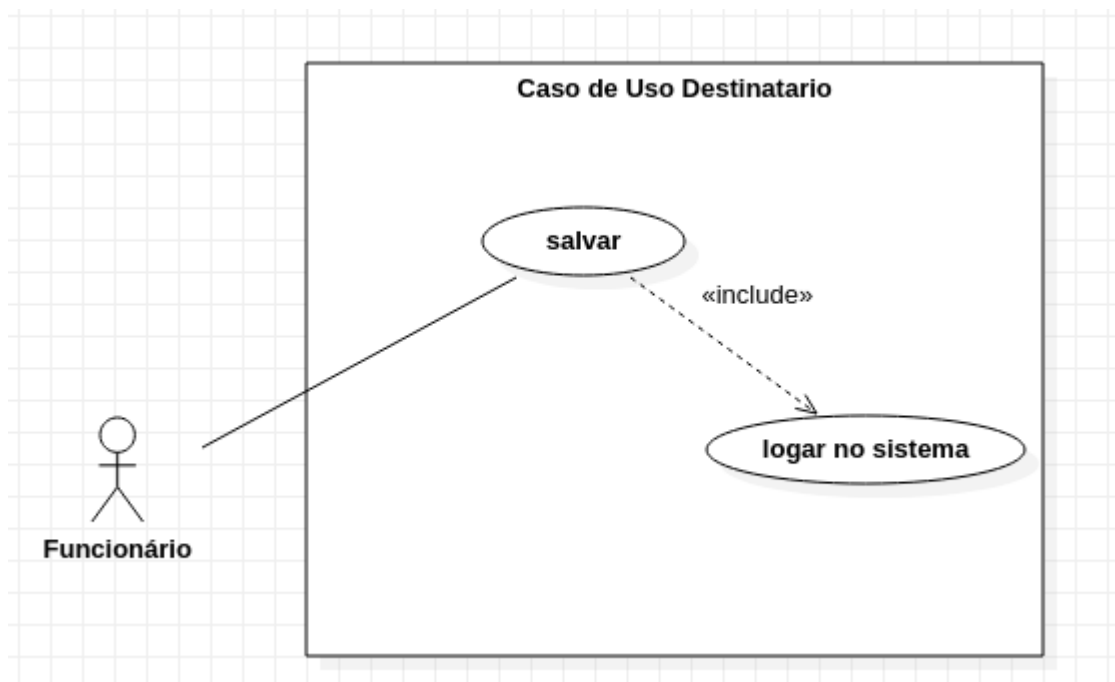 Caso de Uso Destinatario
salvar
«include»
logar no sistema
Funcionário